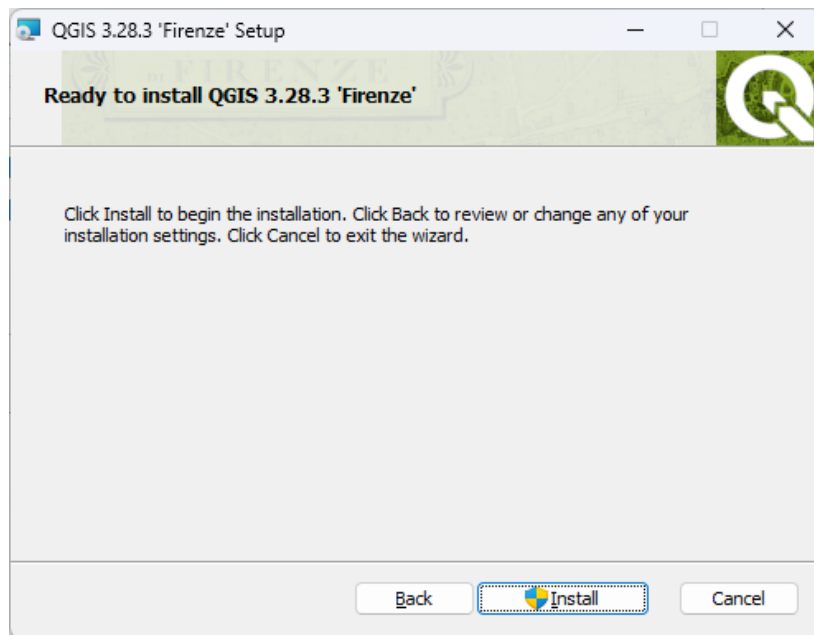 QGIS 3.28.3 'Firenze' Setup
DI FIRENZE
Ready to install QGIS 3.28.3 'Firenze'
Click Install to begin the installation. Click Back to review or change any of your
installation settings. Click Cancel to exit the wizard.
Back
Install
Cancel